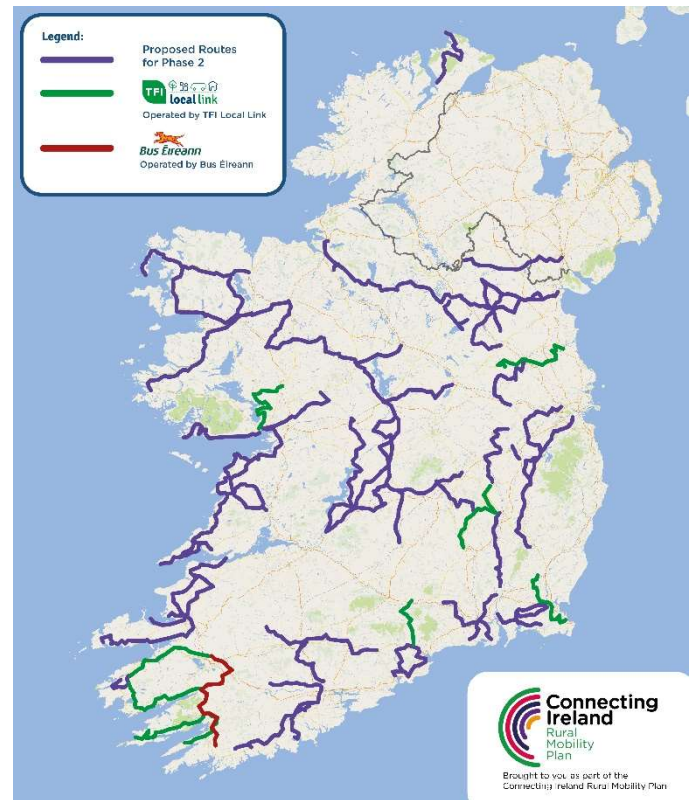 Legend:
Proposed Routes
for Phase 2
TFI
local link
Operated by TFI Local Link
Bus Éireann
Operated by Bus Éireann
Connecting
Ireland
Rural
Mobility
Plan
Brought to you as part of the
Connecting Ireland Rural Mobility Plan